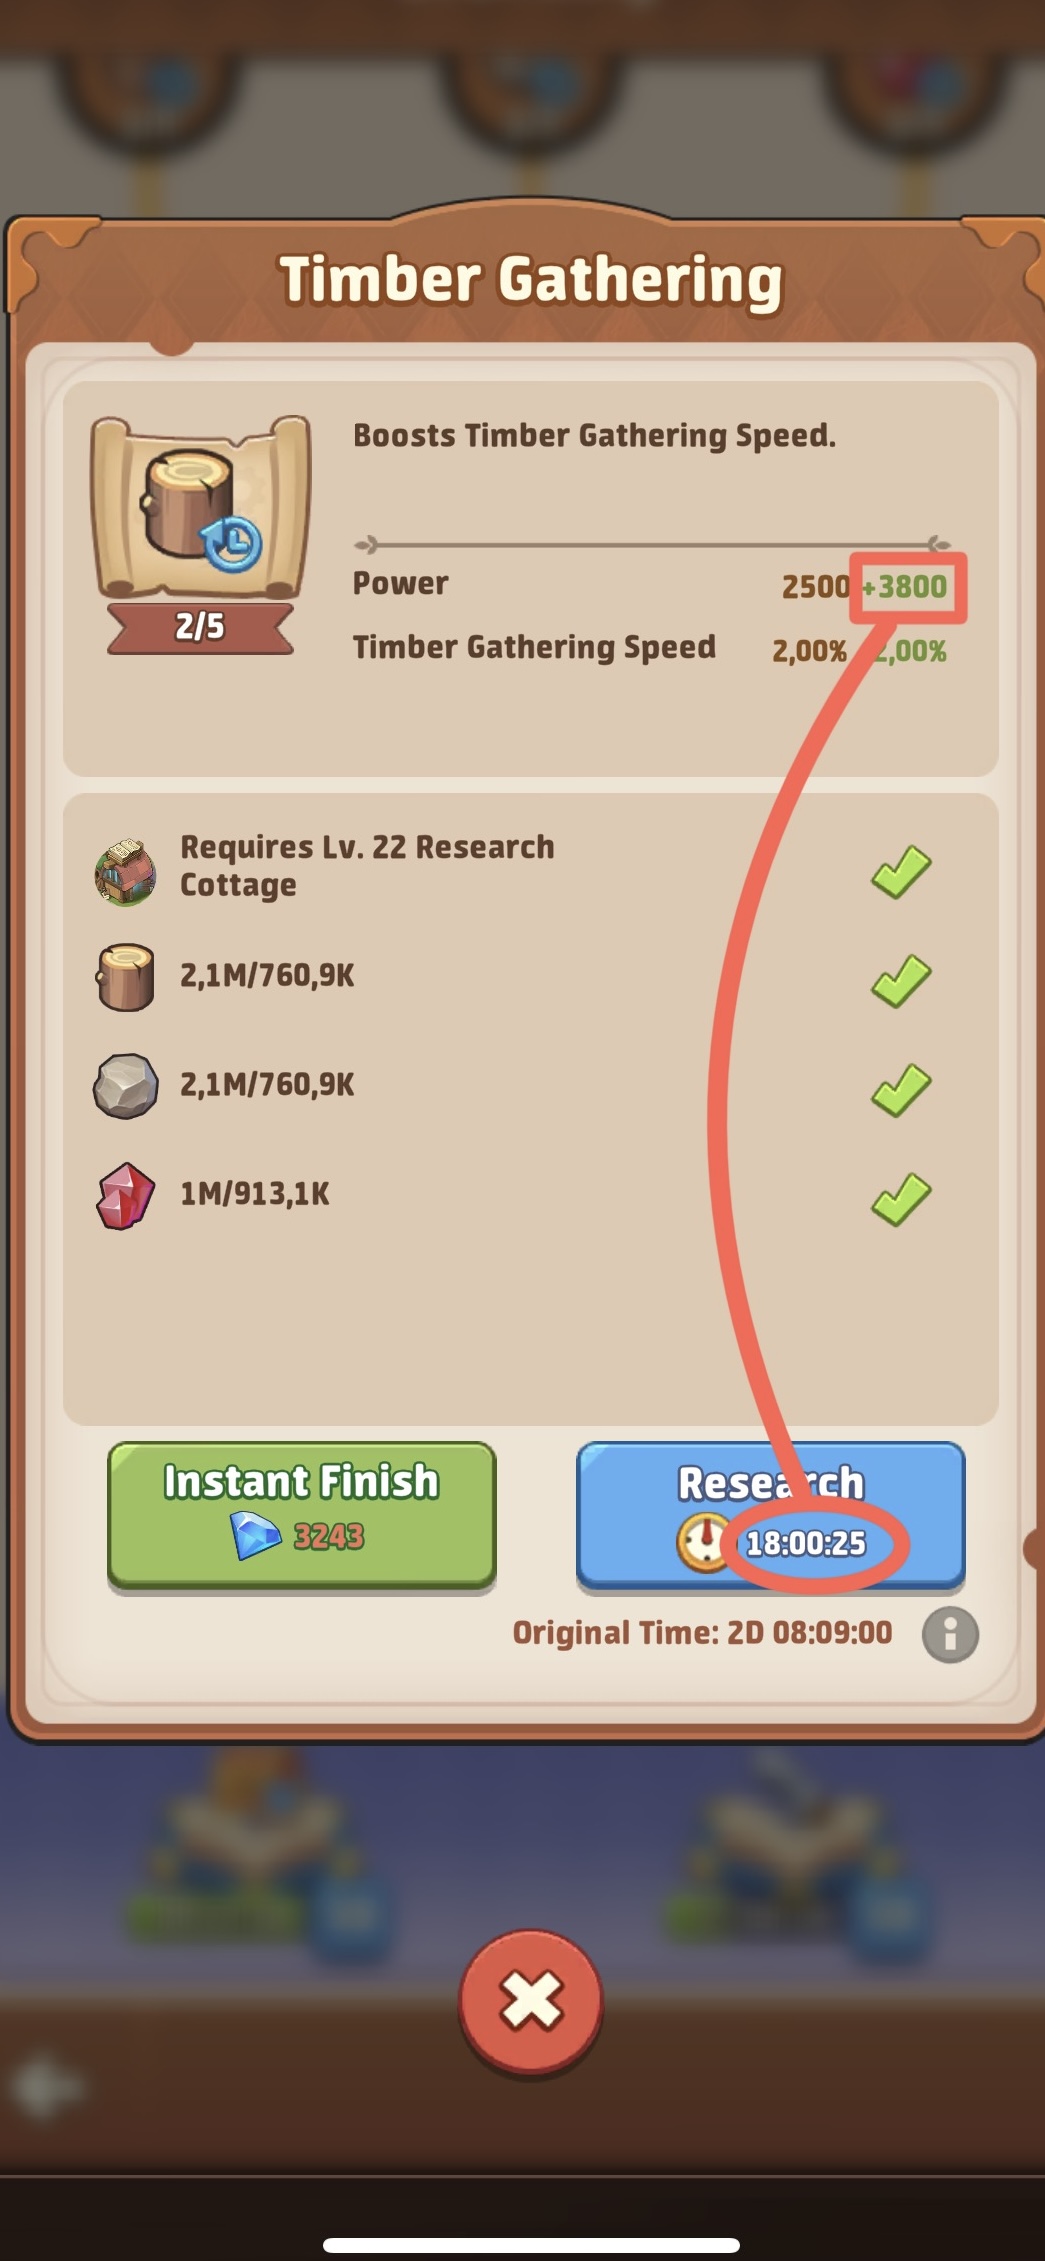 Timber Gathering
Boosts Timber Gathering Speed.
2/5
Power 2500 +3800
Timber Gathering Speed 2,00% 2,00%
Requires Lv. 22 Research
Cottage
2,1M/760,9K
2,1M/760,9K
1M/913,1K
Instant Finish
3243
Research
18:00:25
Original Time: 2D 08:09:00